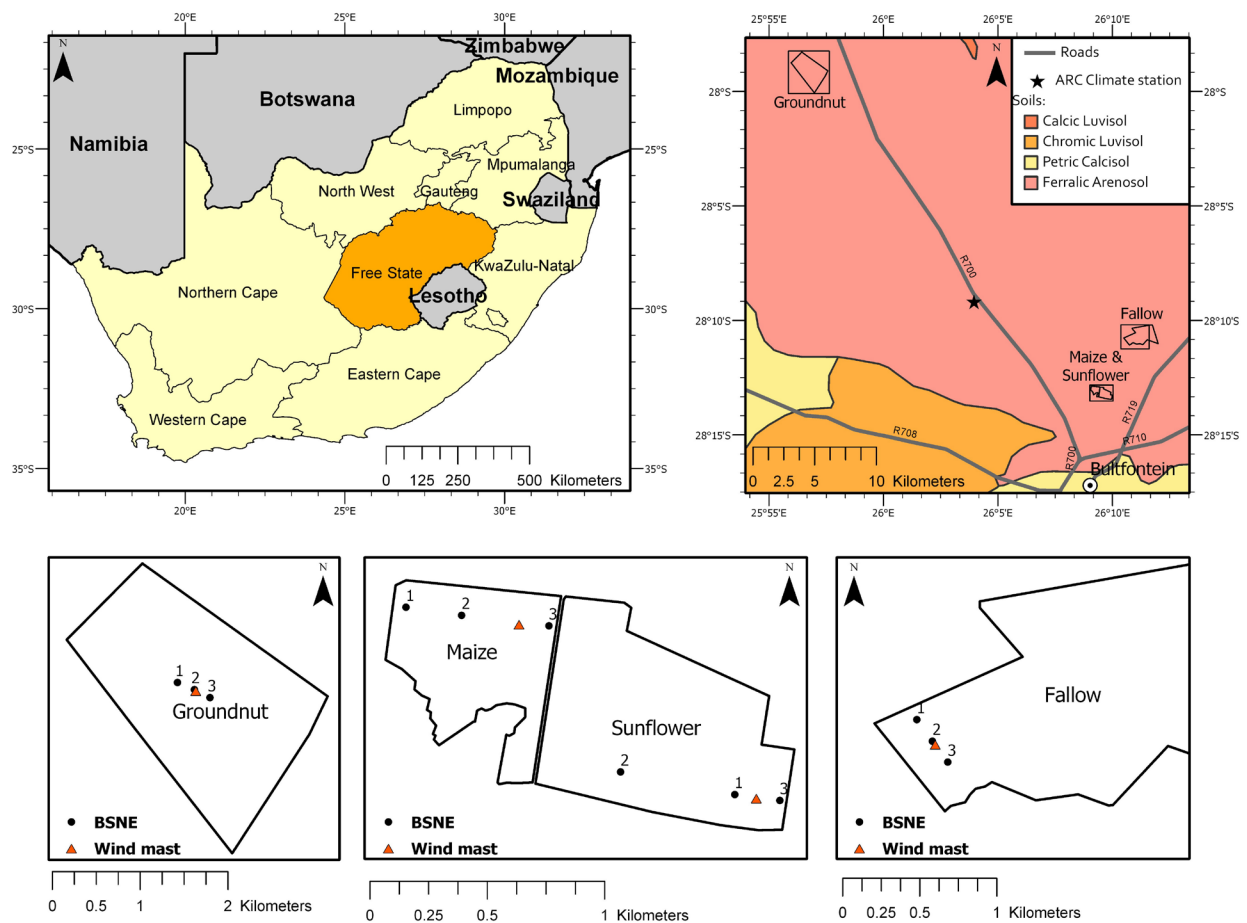 20°E 25°E 30°E
N
Zimbabwe
Mozambique
Botswana
Limpopo
Namibia
25°S
Mpumalanga
North West
Gauteng
Swaziland
Free State
KwaZulu-Natal
Northern Cape
Lesotho
30°S
Eastern Cape
Western Cape
0 125 250 500 Kilometers
35°S
20°E 25°E 30°E
25°55'E 26°E 26°5'E 26°10'E
N
Roads
ARC Climate station
Soils:
Calcic Luvisol
Chromic Luvisol
Petric Calcisol
Ferralic Arenosol
Groundnut
28°S 28°S
28°5'S 28°5'S
R700
28°10'S 28°10'S
Fallow
Maize &
Sunflower
R719
R708
R710
28°15'S 28°15'S
R700
Bultfontein
0 2.5 5 10 Kilometers
25°55'E 26°E 26°5'E 26°10'E
N
1
2
3
Groundnut
BSNE
Wind mast
0 0.5 1 2 Kilometers
N
1
2
3
Maize
Sunflower
2
1
3
BSNE
Wind mast
0 0.25 0.5 1 Kilometers
N
Fallow
1
2
3
BSNE
Wind mast
0 0.25 0.5 1 Kilometers